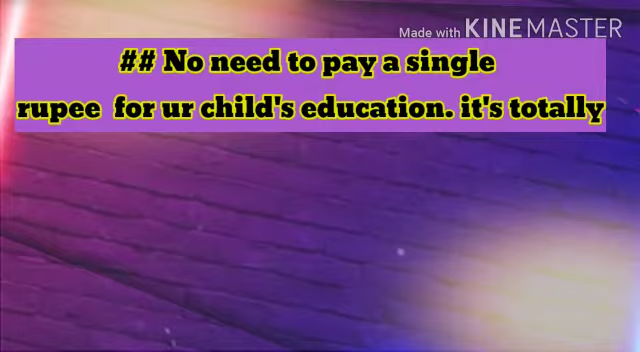 Made with KINEMASTER
## No need to pay a single
rupee for ur child's education. it's totally